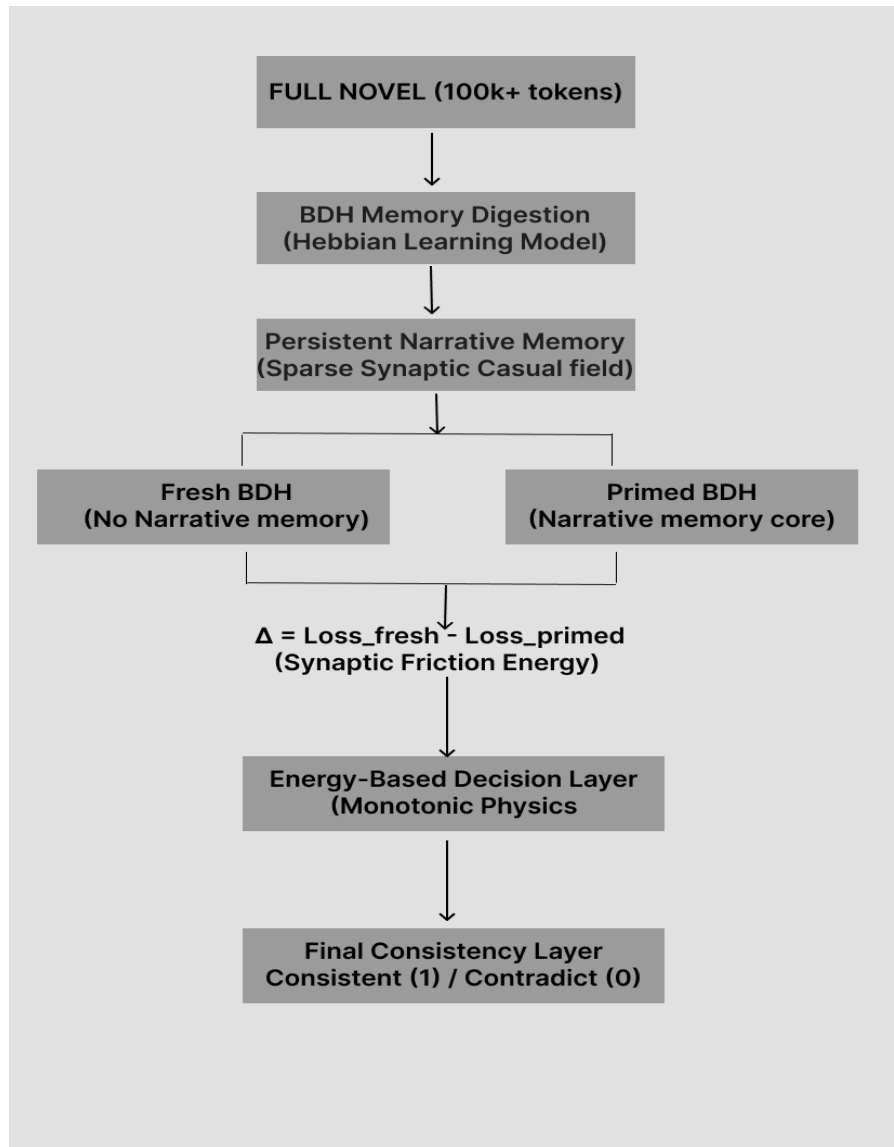 FULL NOVEL (100k+ tokens)
BDH Memory Digestion
(Hebbian Learning Model)
Persistent Narrative Memory
(Sparse Synaptic Casual field)
Fresh BDH
(No Narrative memory)
Primed BDH
(Narrative memory core)
Δ = Loss_fresh - Loss_primed
(Synaptic Friction Energy)
Energy-Based Decision Layer
(Monotonic Physics
Final Consistency Layer
Consistent (1) / Contradict (0)